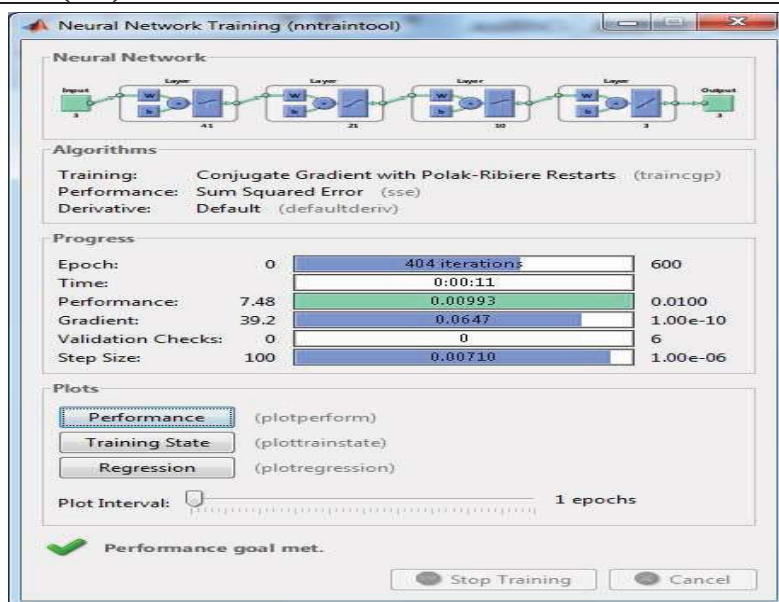 Neural Network Training (nntraintool)
Neural Network
Layer Layer Layer Layer
Input W W W W Output
b b b b
3 41 21 10 3 3
Algorithms
Training: Conjugate Gradient with Polak-Ribiere Restarts (traincgp)
Performance: Sum Squared Error (sse)
Derivative: Default (defaultderiv)
Progress
Epoch: 0 404 iterations 600
Time: 0:00:11
Performance: 7.48 0.00993 0.0100
Gradient: 39.2 0.0647 1.00e-10
Validation Checks: 0 0 6
Step Size: 100 0.00710 1.00e-06
Plots
Performance (plotperform)
Training State (plottrainstate)
Regression (plotregression)
Plot Interval: 1 epochs
Performance goal met.
Stop Training Cancel